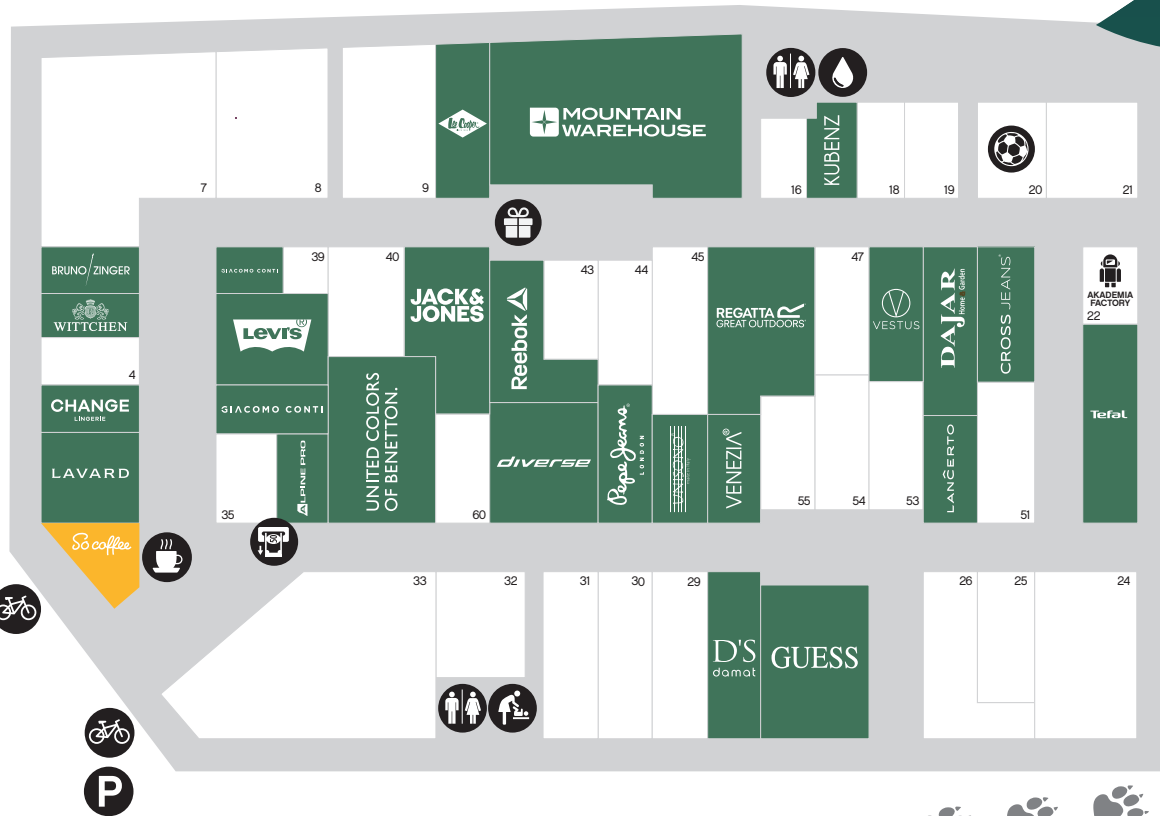 Lee Cooper
MOUNTAIN
WAREHOUSE
KUBENZ
7
8
9
16
18
19
20
21
BRUNO/ZINGER
WITTCHEN
4
CHANGE
LINGERIE
LAVARD
Só coffee
GIACOMO CONTI
39
40
LEVI'S®
GIACOMO CONTI
35
ALPINE PRO
UNITED COLORS
OF BENETTON.
JACK&
JONES
60
Reebok
43
44
45
diverse
Pepe Jeans
LONDON
UNISONO
VENEZIA®
REGATTA
GREAT OUTDOORS
47
55
54
53
VESTUS
DAJAR
Home & Garden
LANCERTO
CROSS JEANS®
51
AKADEMIA
FACTORY
22
Tefal
33
32
31
30
29
D'S
damat
GUESS
26
25
24
P